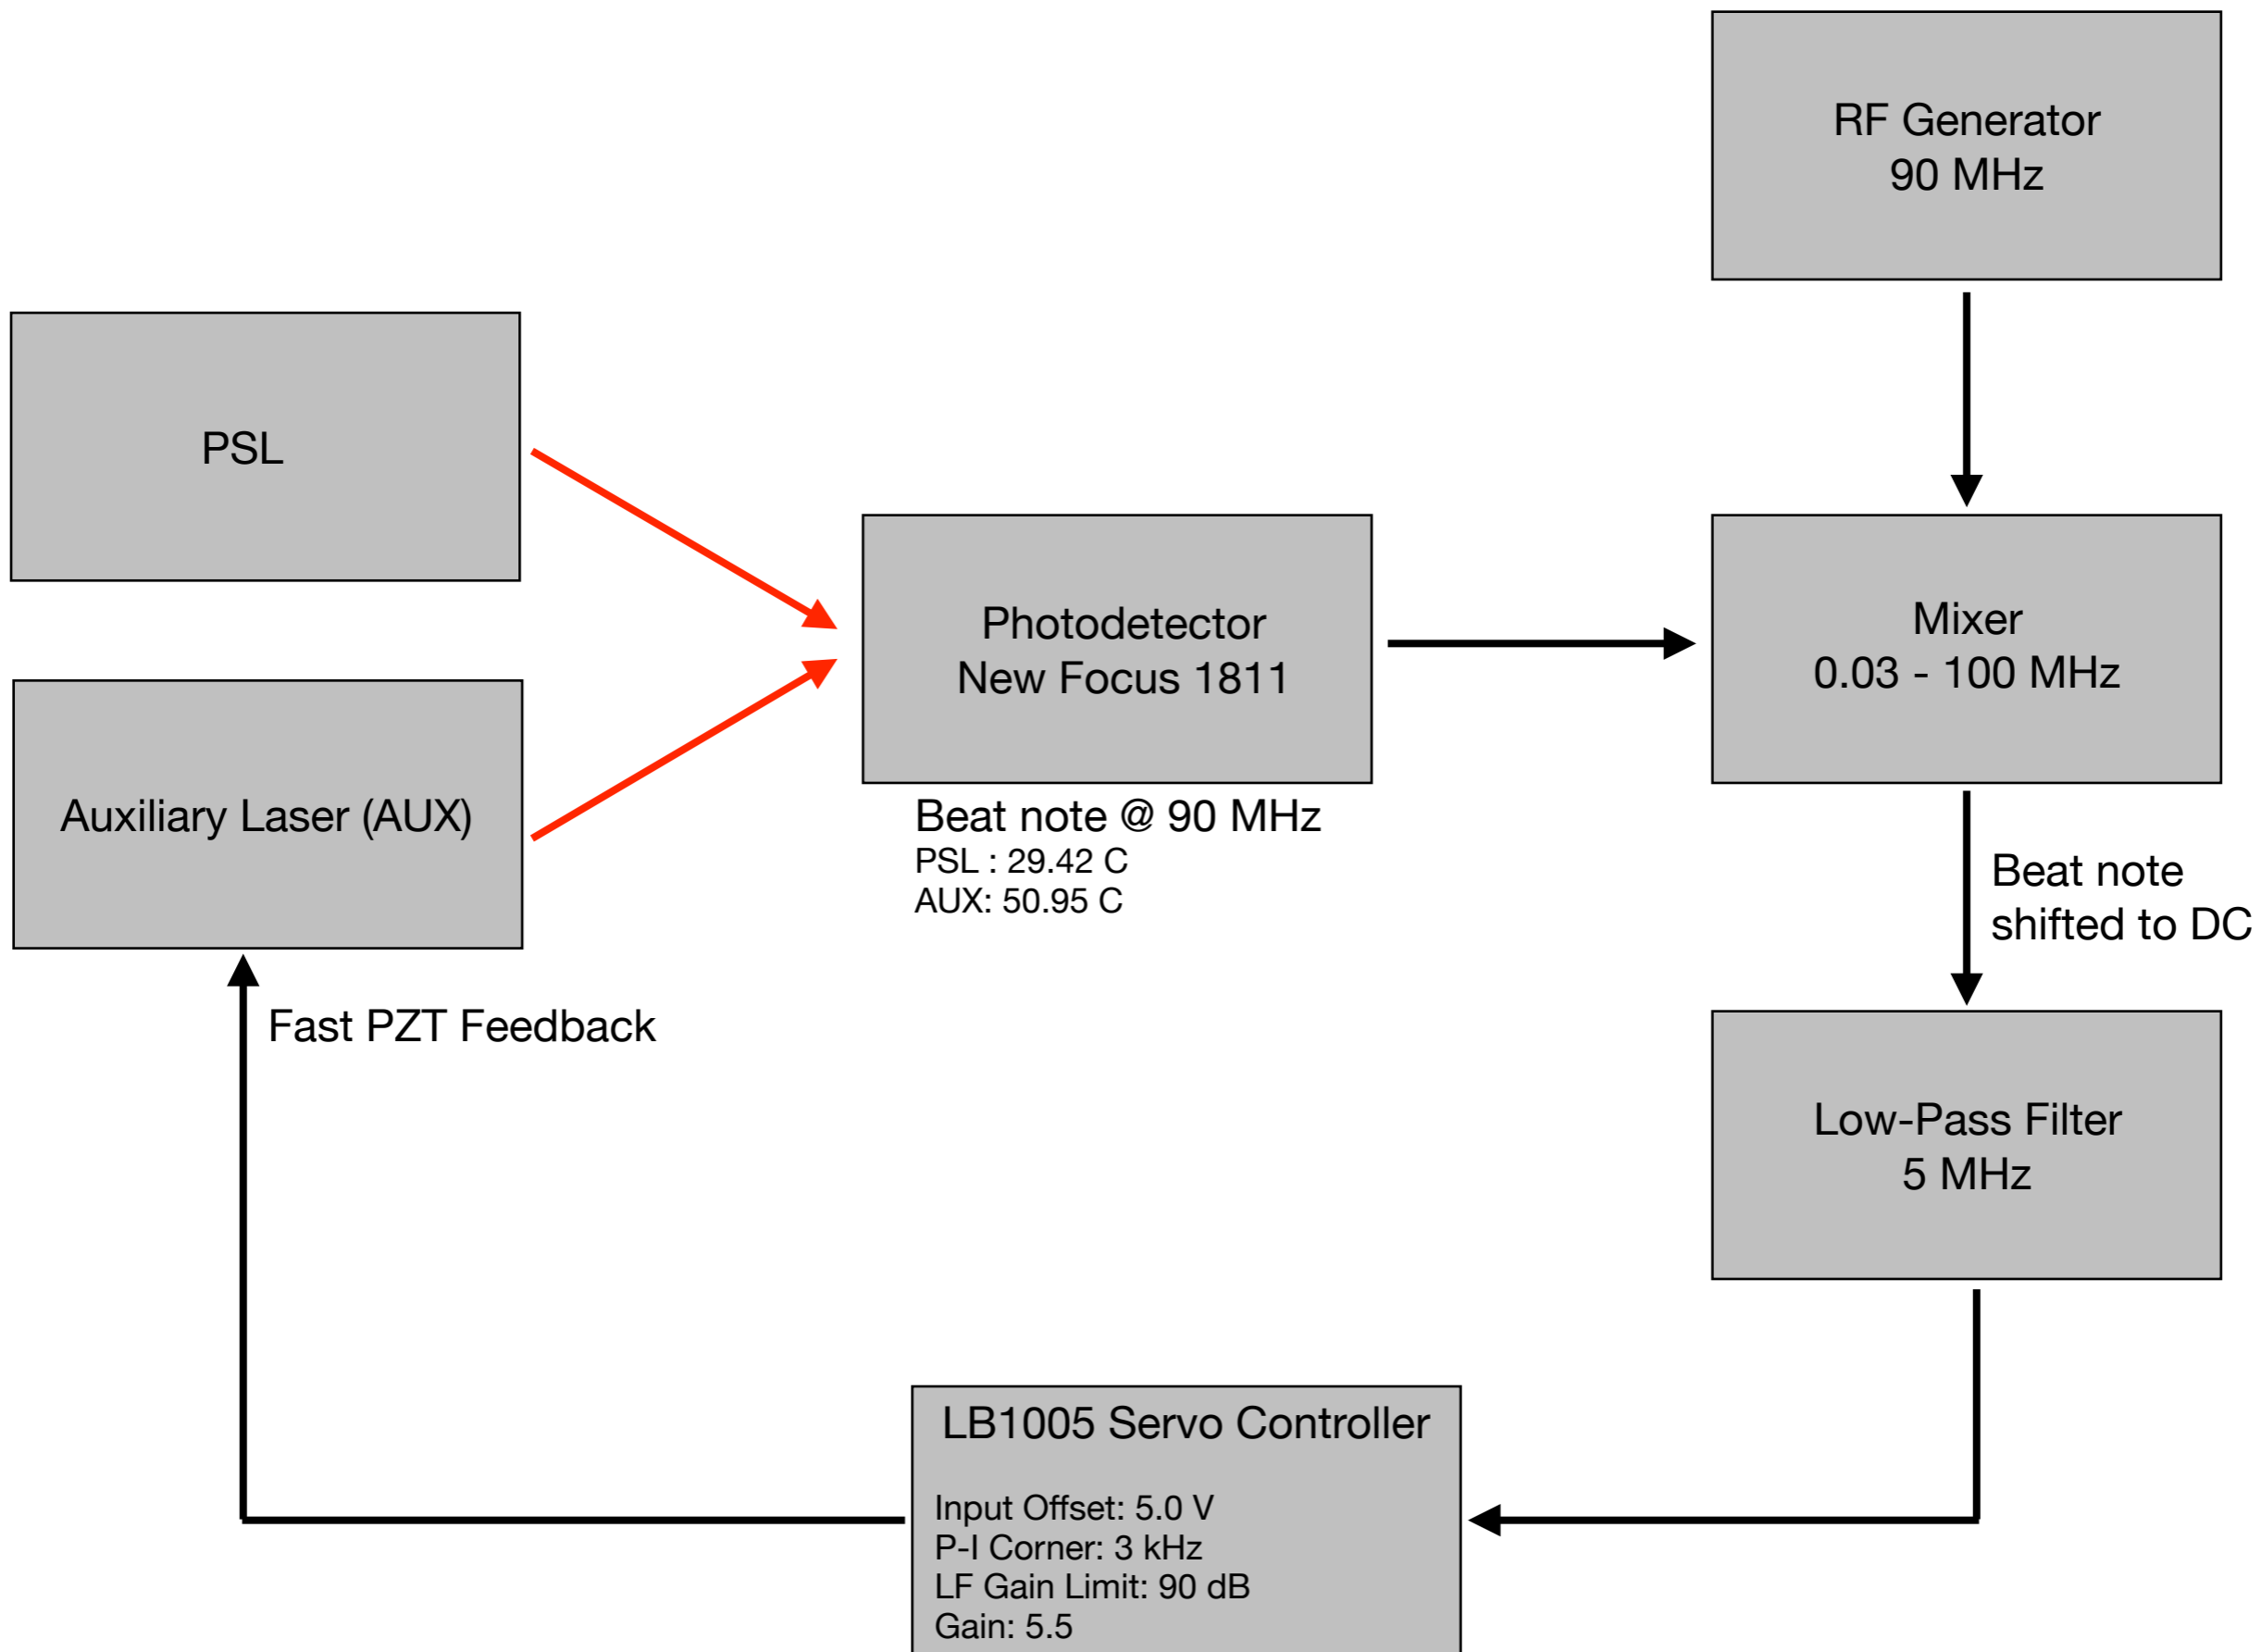 RF Generator
90 MHz
PSL
Photodetector
New Focus 1811
Mixer
0.03 - 100 MHz
Auxiliary Laser (AUX)
Beat note @ 90 MHz
PSL : 29.42 C
AUX: 50.95 C
Beat note
shifted to DC
Fast PZT Feedback
Low-Pass Filter
5 MHz
LB1005 Servo Controller
Input Offset: 5.0 V
P-I Corner: 3 kHz
LF Gain Limit: 90 dB
Gain: 5.5